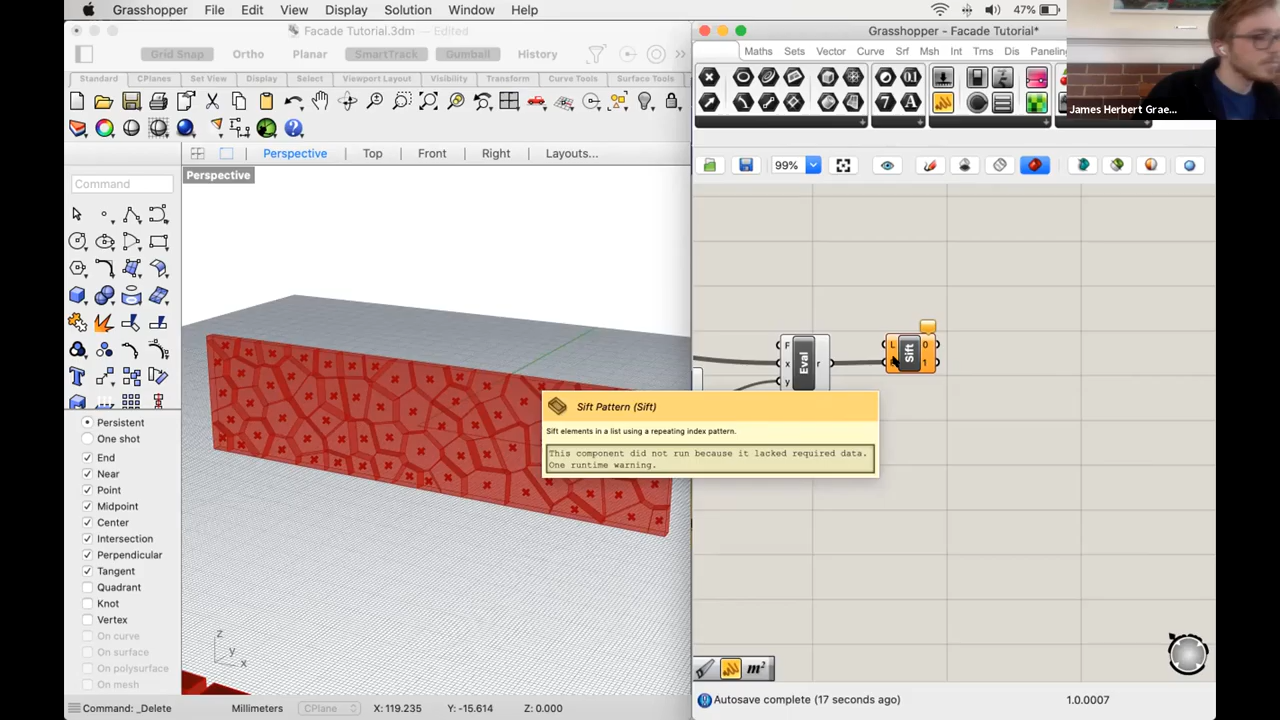 Grasshopper File Edit View Display Solution Window Help 47%
Facade Tutorial.3dm — Edited
Grasshopper - Facade Tutorial*
Grid Snap Ortho Planar SmartTrack Gumball History
Maths Sets Vector Curve Srf Msh Int Trns Dis Paneling
Standard CPlanes Set View Display Select Viewport Layout Visibility Transform Curve Tools Surface Tools
James Herbert Grae...
Perspective Top Front Right Layouts...
99%
Perspective
Command
F
x
y
Eval
r
L
Sift
0
1
Sift Pattern (Sift)
Sift elements in a list using a repeating index pattern.
This component did not run because it lacked required data.
One runtime warning.
Persistent
One shot
End
Near
Point
Midpoint
Center
Intersection
Perpendicular
Tangent
Quadrant
Knot
Vertex
On curve
On surface
On polysurface
On mesh
z
y
x
m²
Autosave complete (17 seconds ago) 1.0.0007
Command: _Delete Millimeters CPlane X: 119.235 Y: -15.614 Z: 0.000